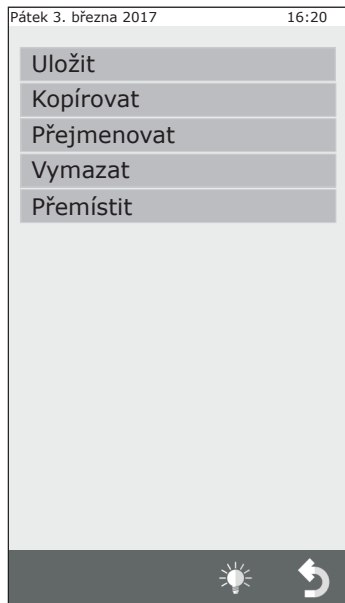 Pátek 3. března 2017 16:20
Uložit
Kopírovat
Přejmenovat
Vymazat
Přemístit